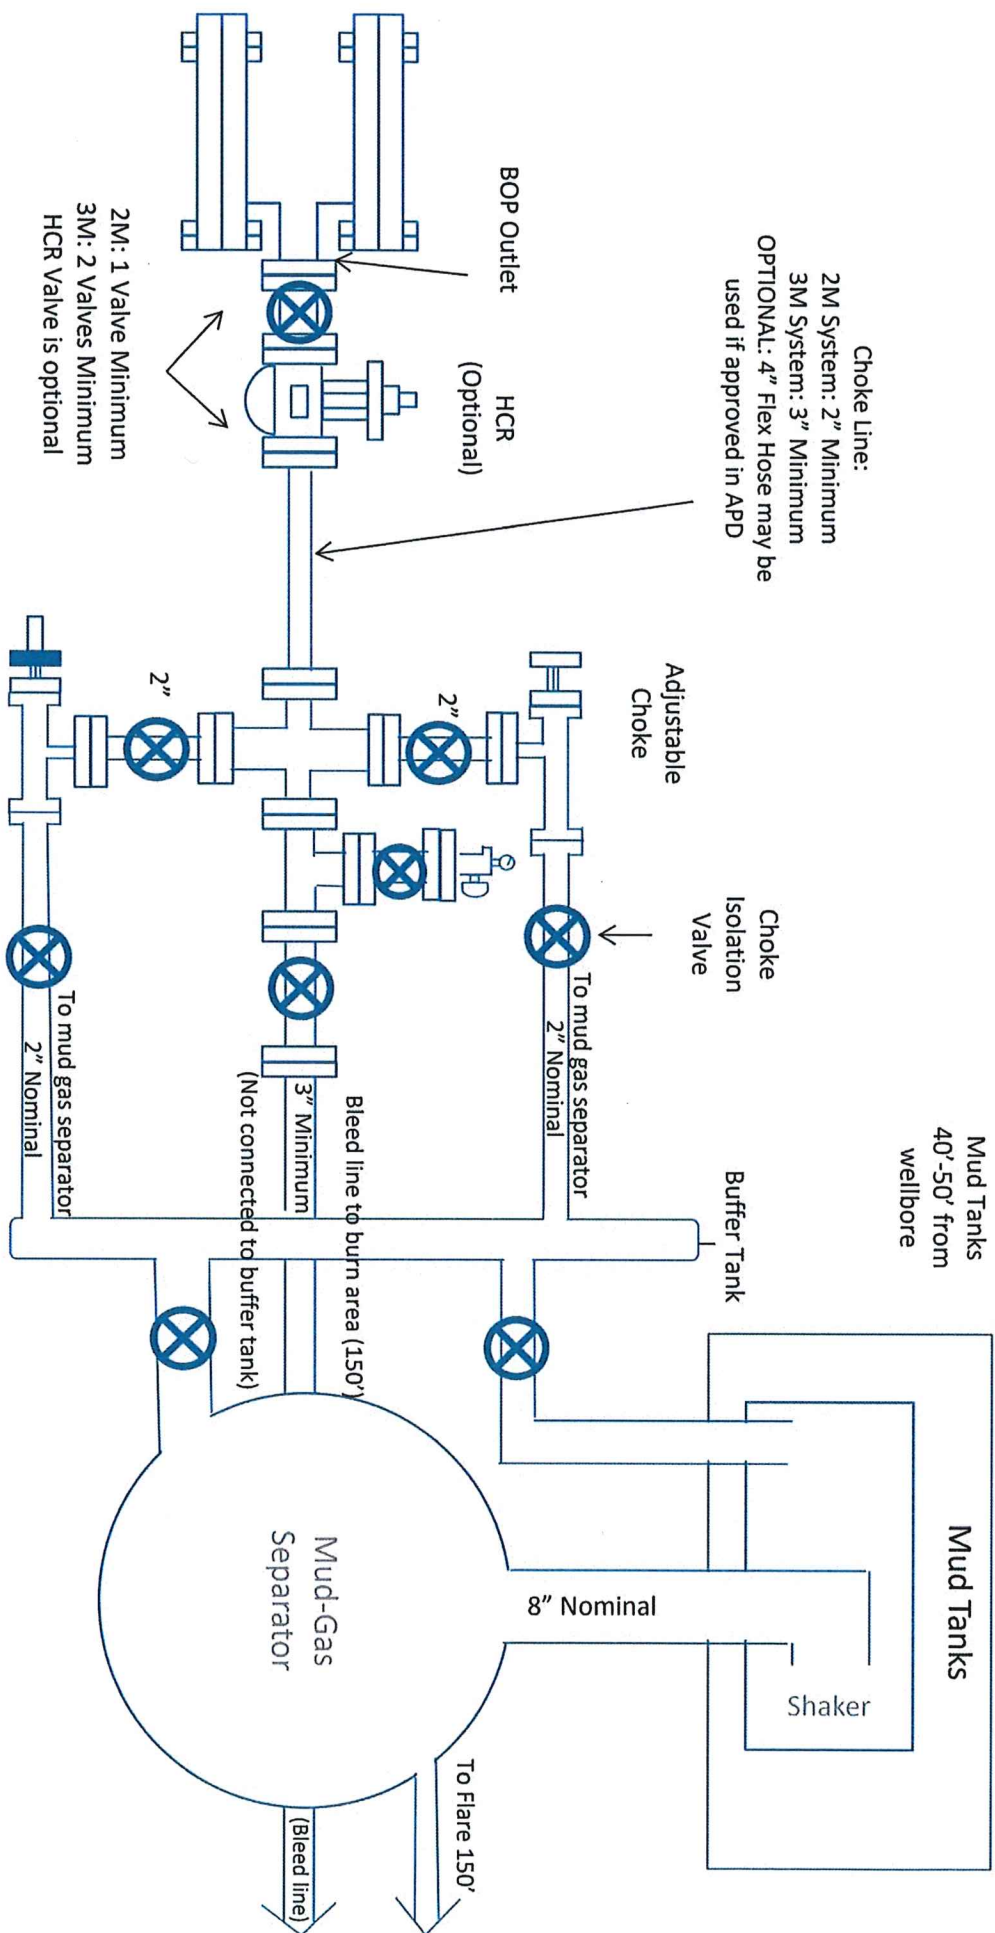 Mud Tanks
40'-50' from
wellbore
Mud Tanks
Shaker
Choke Line:
2M System: 2” Minimum
3M System: 3” Minimum
OPTIONAL: 4” Flex Hose may be
used if approved in APD
BOP Outlet
HCR
(Optional)
Adjustable
Choke
Choke
Isolation
Valve
Buffer Tank
8” Nominal
To mud gas separator
2” Nominal
2”
To Flare 150'
Bleed line to burn area (150')
3” Minimum
(Not connected to buffer tank)
Mud-Gas
Separator
(Bleed line)
2”
2M: 1 Valve Minimum
3M: 2 Valves Minimum
HCR Valve is optional
To mud gas separator
2” Nominal